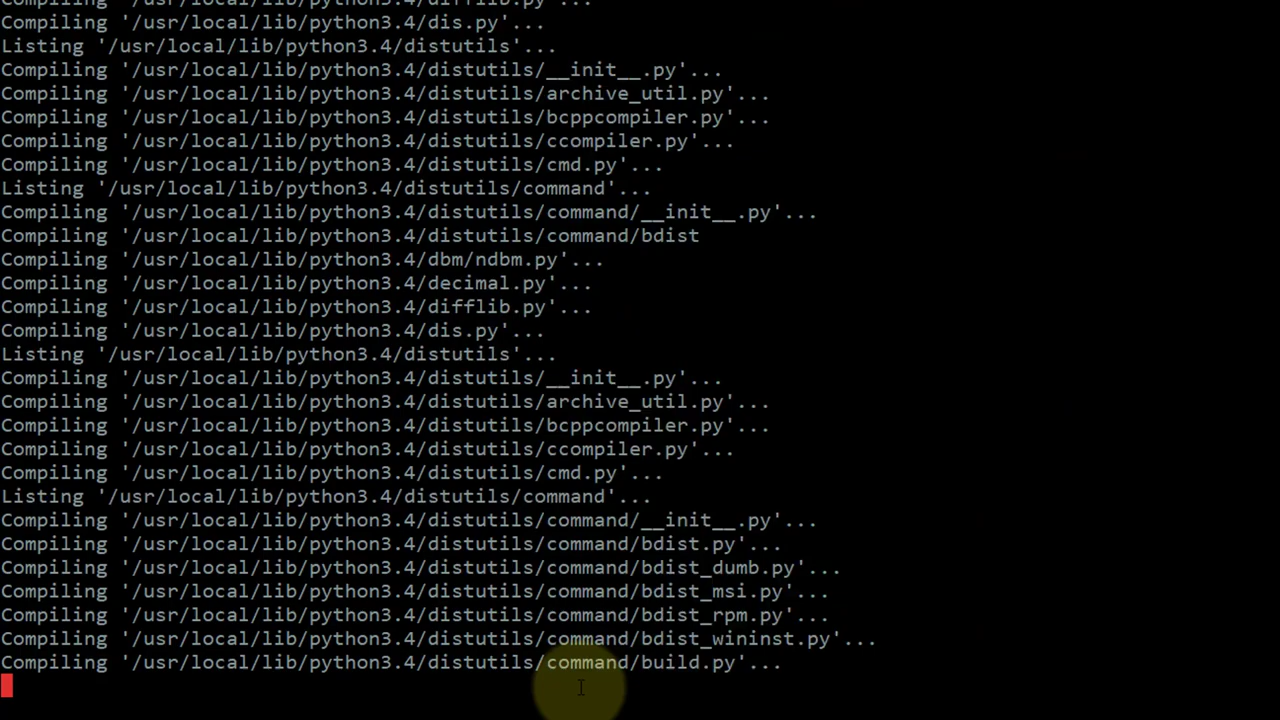 Compiling '/usr/local/lib/python3.4/difflib.py'...
Compiling '/usr/local/lib/python3.4/dis.py'...
Listing '/usr/local/lib/python3.4/distutils'...
Compiling '/usr/local/lib/python3.4/distutils/__init__.py'...
Compiling '/usr/local/lib/python3.4/distutils/archive_util.py'...
Compiling '/usr/local/lib/python3.4/distutils/bcppcompiler.py'...
Compiling '/usr/local/lib/python3.4/distutils/ccompiler.py'...
Compiling '/usr/local/lib/python3.4/distutils/cmd.py'...
Listing '/usr/local/lib/python3.4/distutils/command'...
Compiling '/usr/local/lib/python3.4/distutils/command/__init__.py'...
Compiling '/usr/local/lib/python3.4/distutils/command/bdist
Compiling '/usr/local/lib/python3.4/dbm/ndbm.py'...
Compiling '/usr/local/lib/python3.4/decimal.py'...
Compiling '/usr/local/lib/python3.4/difflib.py'...
Compiling '/usr/local/lib/python3.4/dis.py'...
Listing '/usr/local/lib/python3.4/distutils'...
Compiling '/usr/local/lib/python3.4/distutils/__init__.py'...
Compiling '/usr/local/lib/python3.4/distutils/archive_util.py'...
Compiling '/usr/local/lib/python3.4/distutils/bcppcompiler.py'...
Compiling '/usr/local/lib/python3.4/distutils/ccompiler.py'...
Compiling '/usr/local/lib/python3.4/distutils/cmd.py'...
Listing '/usr/local/lib/python3.4/distutils/command'...
Compiling '/usr/local/lib/python3.4/distutils/command/__init__.py'...
Compiling '/usr/local/lib/python3.4/distutils/command/bdist.py'...
Compiling '/usr/local/lib/python3.4/distutils/command/bdist_dumb.py'...
Compiling '/usr/local/lib/python3.4/distutils/command/bdist_msi.py'...
Compiling '/usr/local/lib/python3.4/distutils/command/bdist_rpm.py'...
Compiling '/usr/local/lib/python3.4/distutils/command/bdist_wininst.py'...
Compiling '/usr/local/lib/python3.4/distutils/command/build.py'...